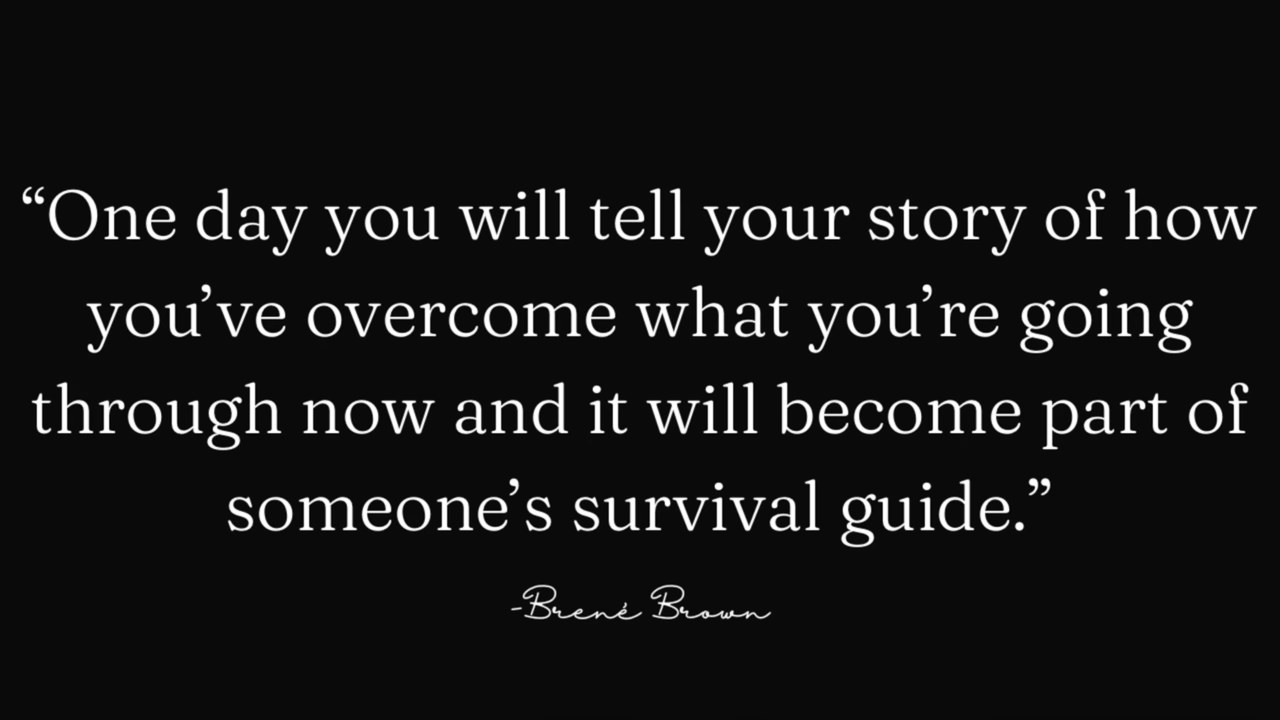 “One day you will tell your story of how
you’ve overcome what you’re going
through now and it will become part of
someone’s survival guide.”
-Brené Brown